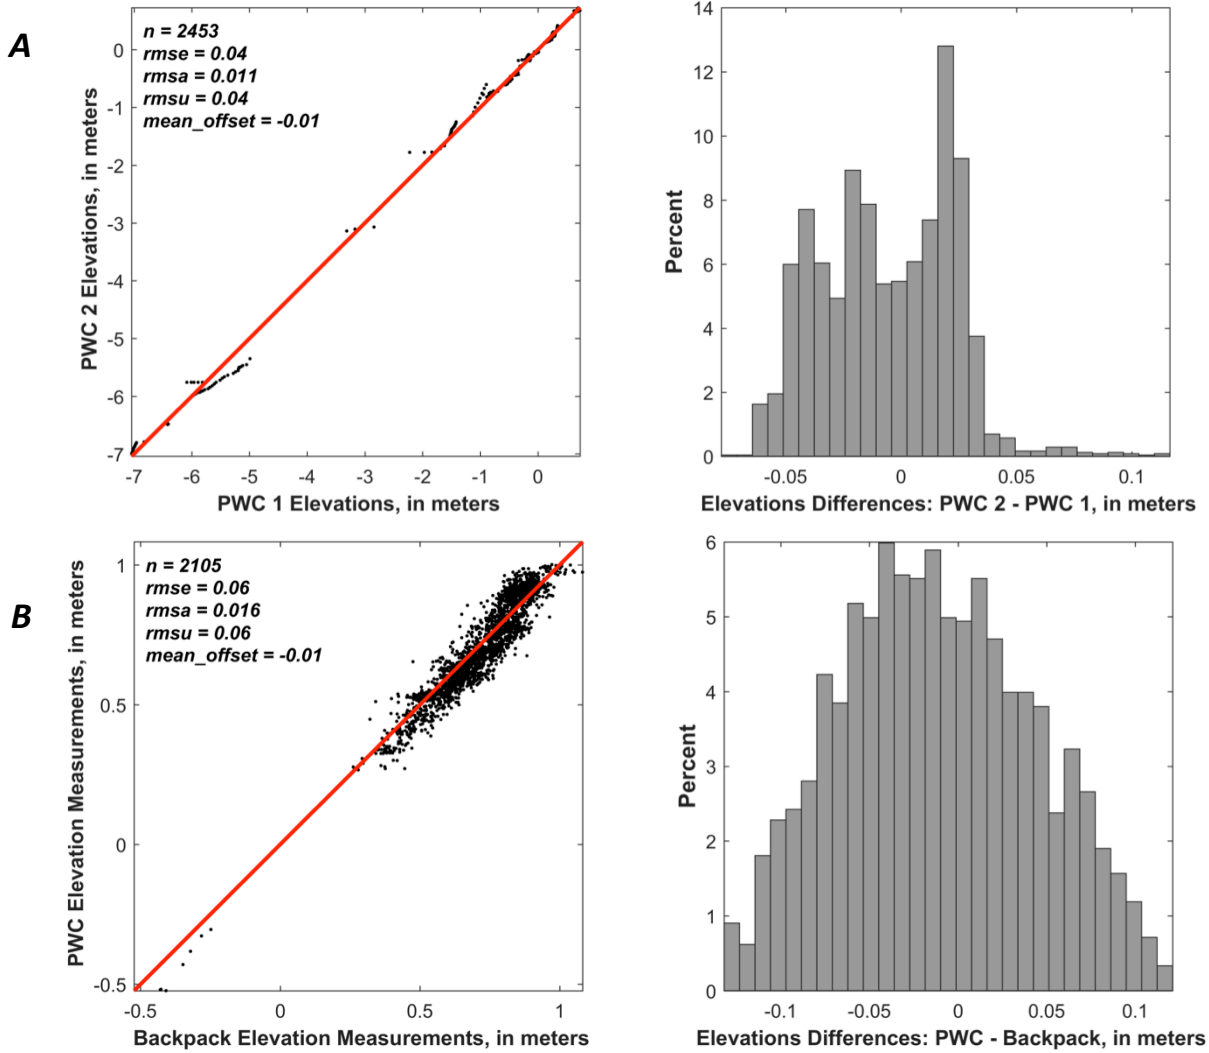 A
n = 2453
rmse = 0.04
rmsa = 0.011
rmsu = 0.04
mean_offset = -0.01
0
-1
-2
-3
-4
-5
-6
-7
PWC 2 Elevations, in meters
-7 -6 -5 -4 -3 -2 -1 0
PWC 1 Elevations, in meters
14
12
10
8
6
4
2
0
Percent
-0.05 0 0.05 0.1
Elevations Differences: PWC 2 - PWC 1, in meters
B
n = 2105
rmse = 0.06
rmsa = 0.016
rmsu = 0.06
mean_offset = -0.01
1
0.5
0
-0.5
PWC Elevation Measurements, in meters
-0.5 0 0.5 1
Backpack Elevation Measurements, in meters
6
5
4
3
2
1
0
Percent
-0.1 -0.05 0 0.05 0.1
Elevations Differences: PWC - Backpack, in meters